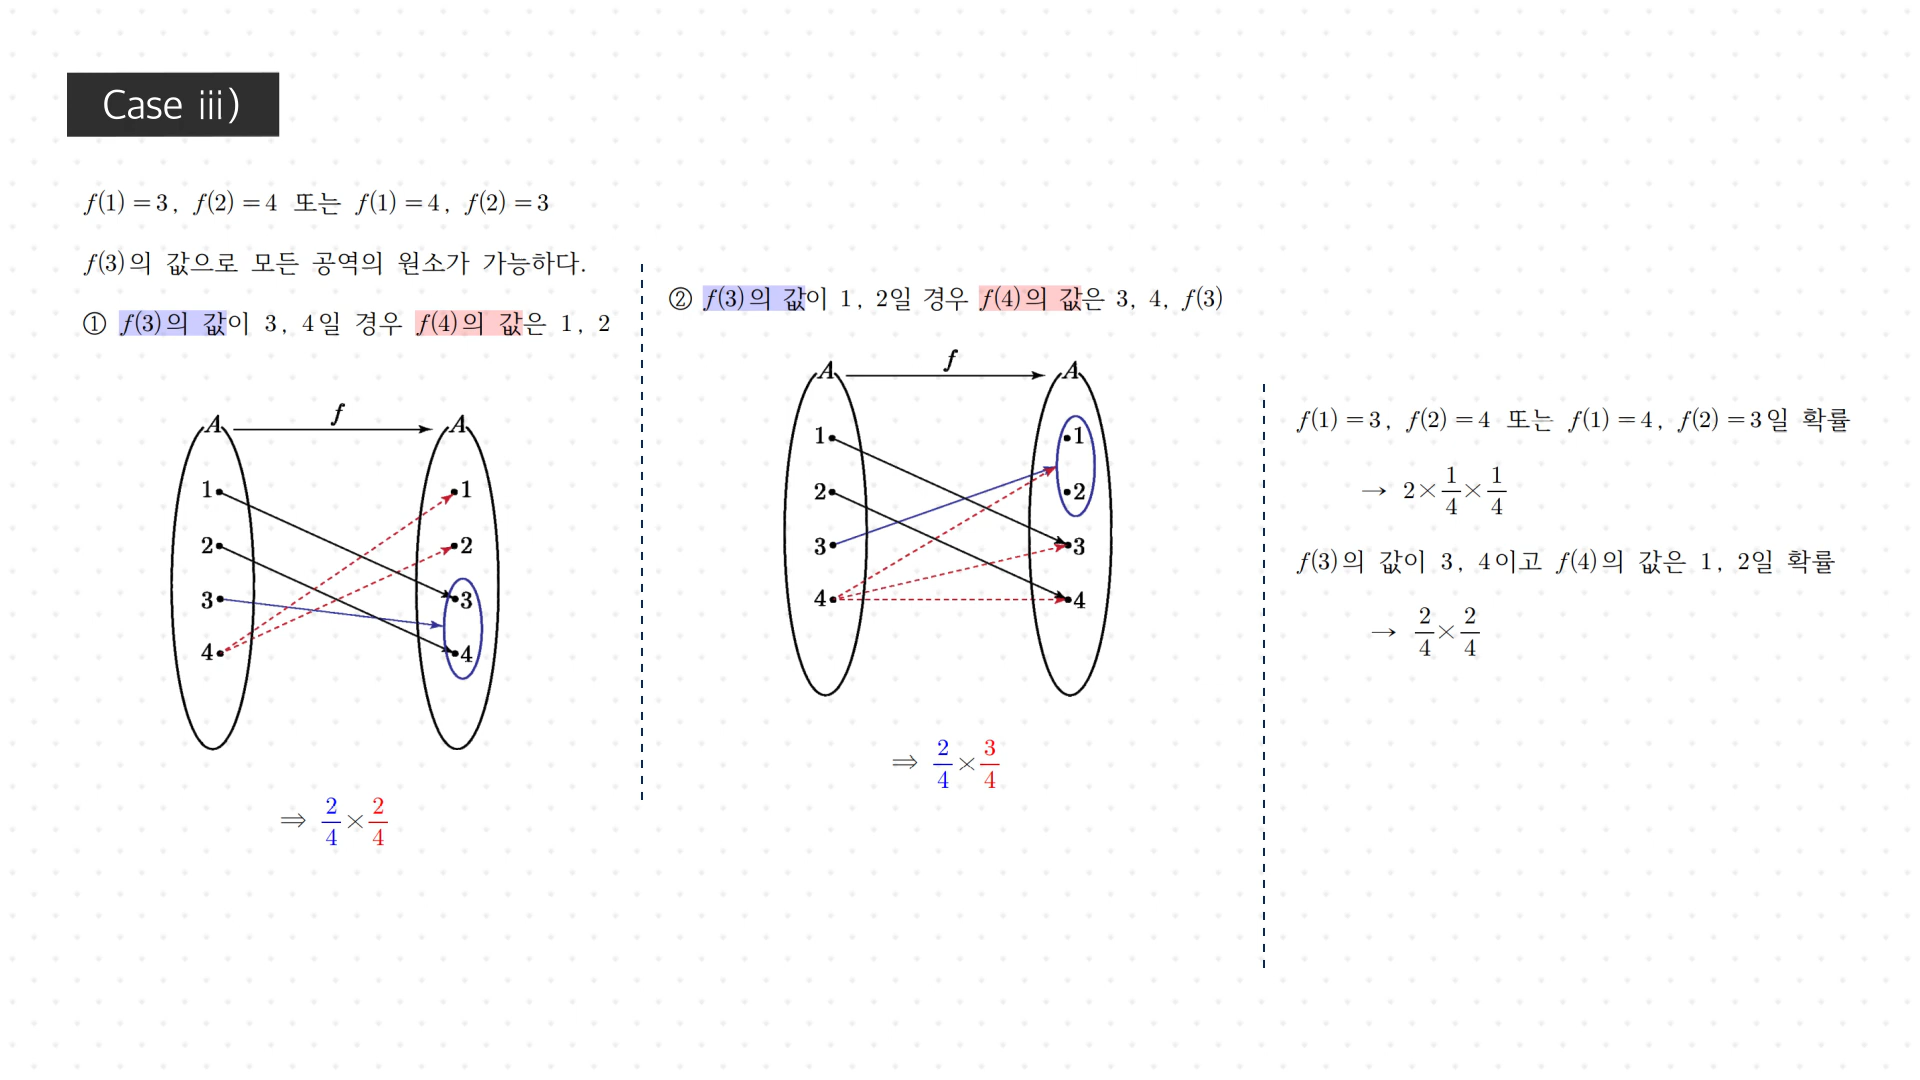 Case ⅲ)
f(1)=3, f(2)=4 또는 f(1)=4, f(2)=3
f(3)의 값으로 모든 공역의 원소가 가능하다.
① f(3)의 값이 3, 4일 경우 f(4)의 값은 1, 2
A f A
1 1
2 2
3 3
4 4
⇒ 2/4 × 2/4
② f(3)의 값이 1, 2일 경우 f(4)의 값은 3, 4, f(3)
A f A
1 1
2 2
3 3
4 4
⇒ 2/4 × 3/4
f(1)=3, f(2)=4 또는 f(1)=4, f(2)=3일 확률
→ 2 × 1/4 × 1/4
f(3)의 값이 3, 4이고 f(4)의 값은 1, 2일 확률
→ 2/4 × 2/4